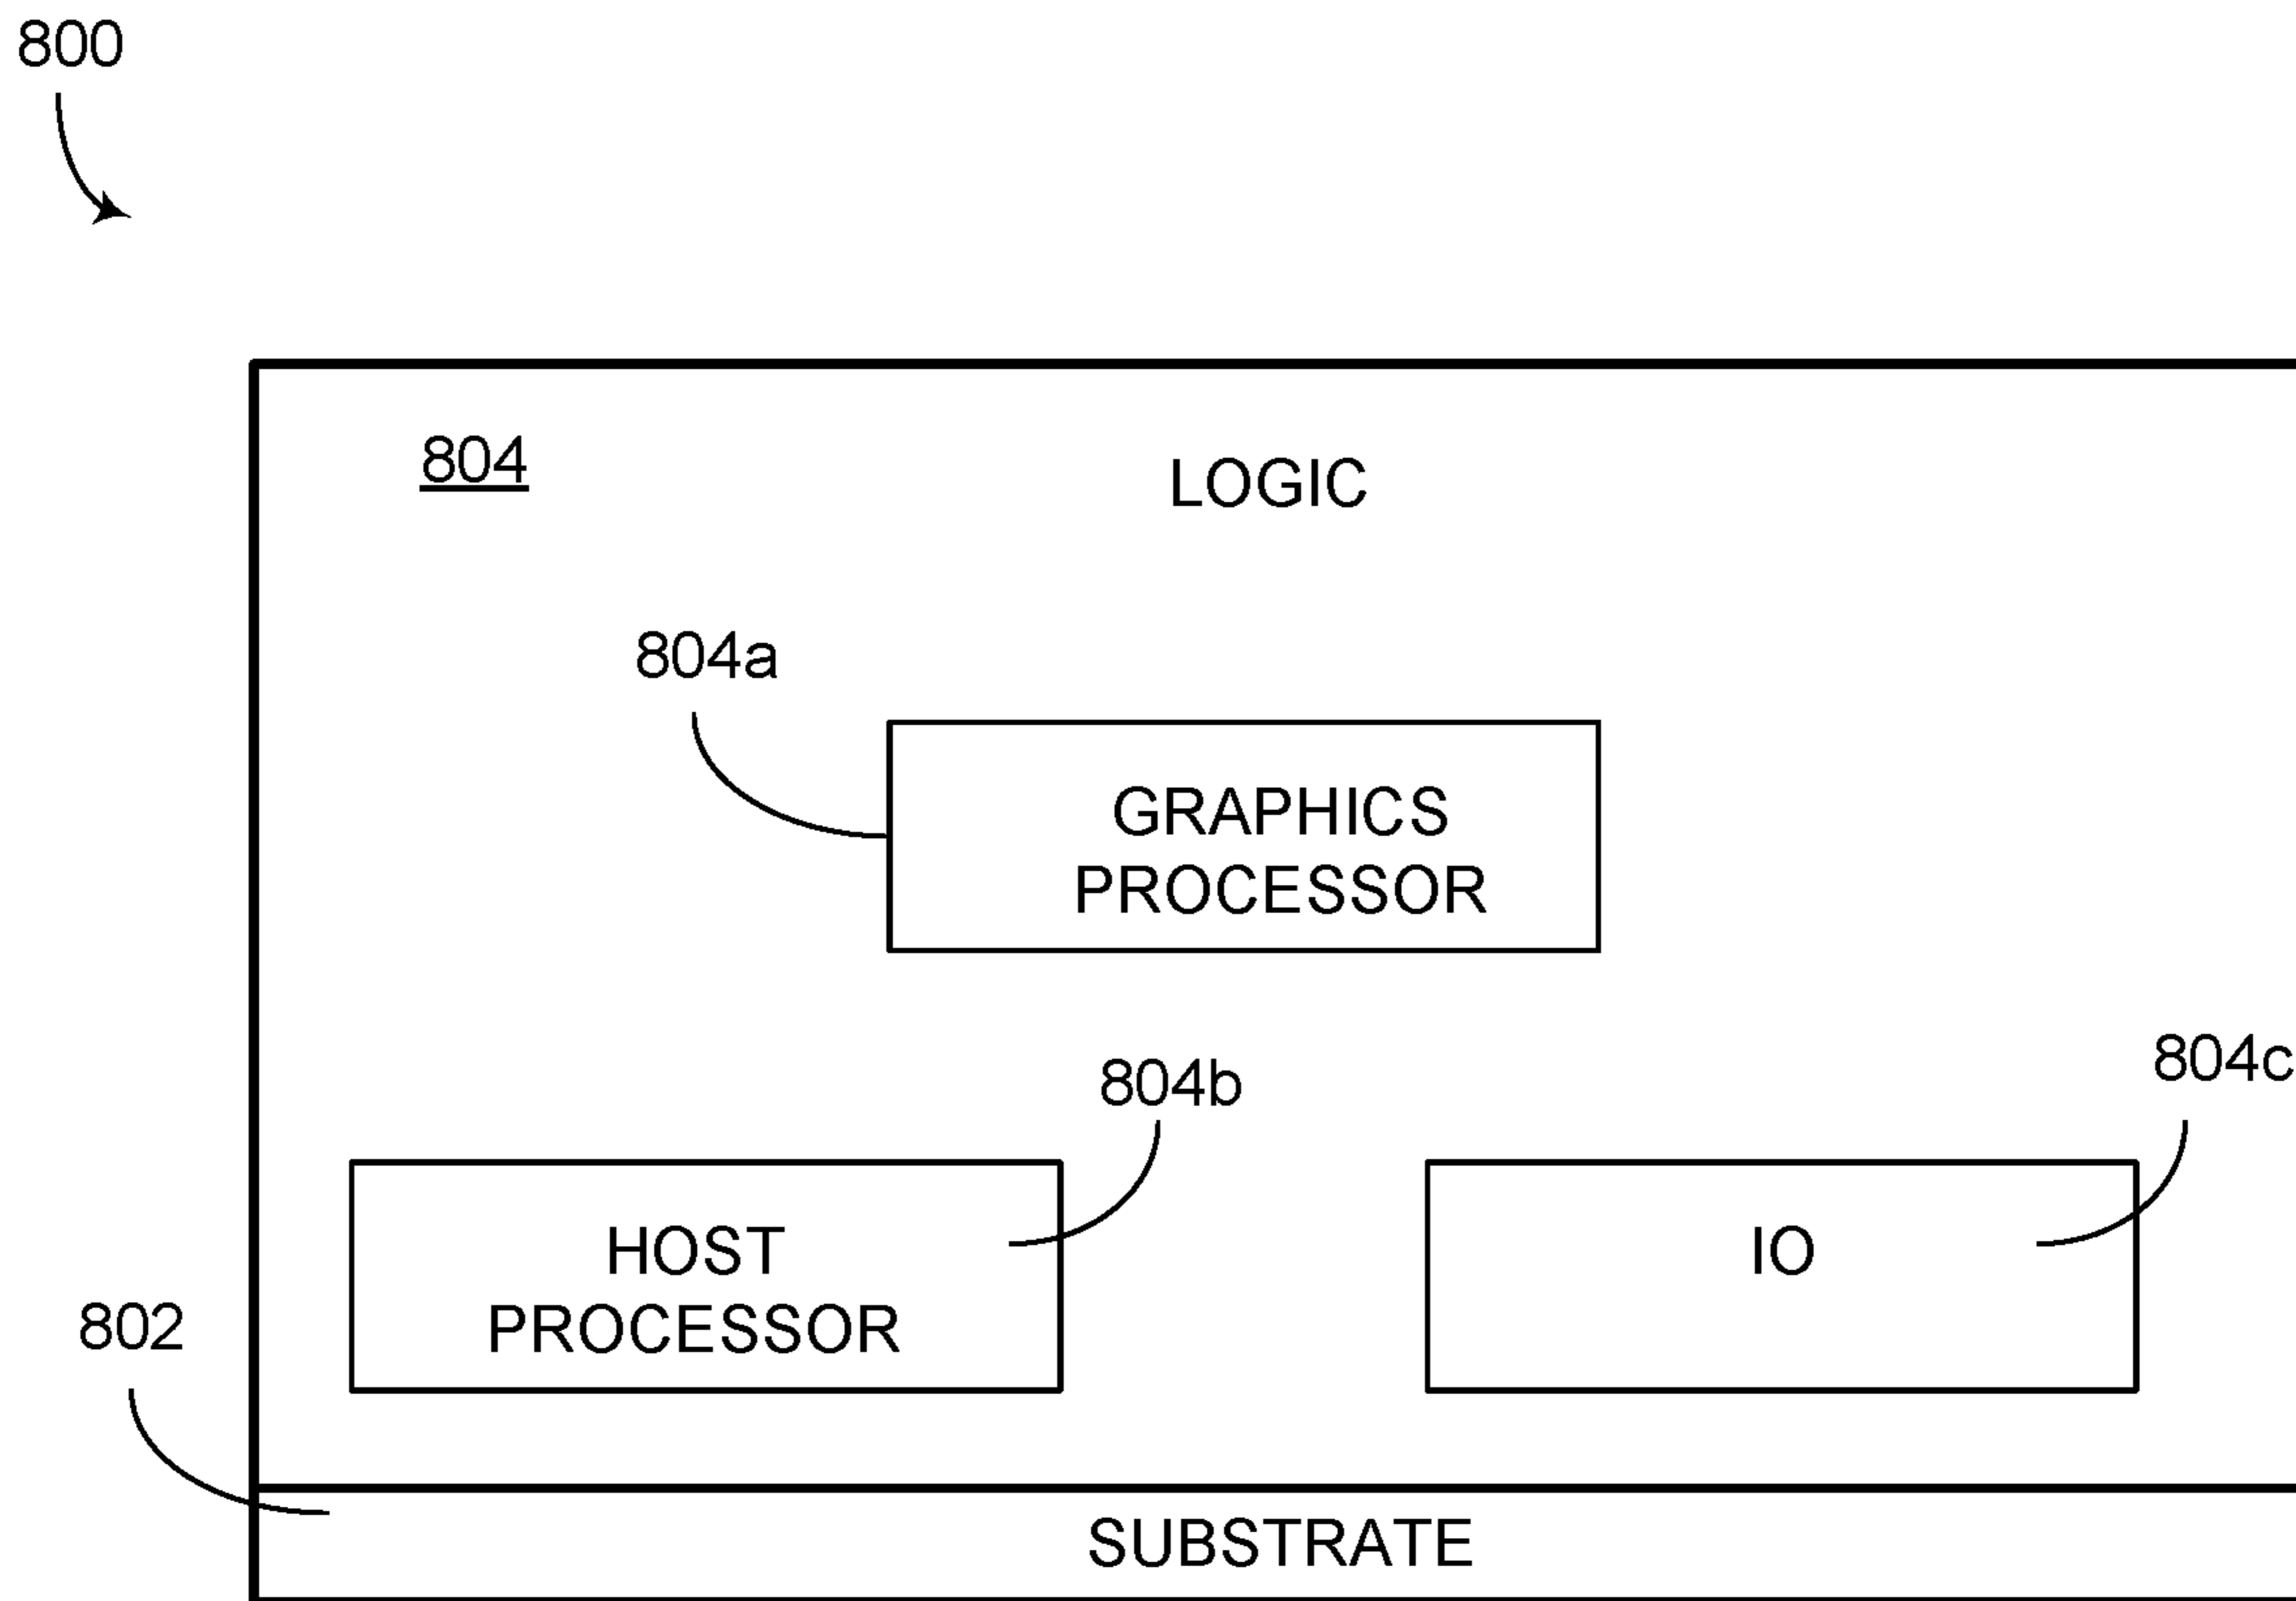 800
804
LOGIC
804a
GRAPHICS
PROCESSOR
804b
804c
HOST
PROCESSOR
IO
802
SUBSTRATE